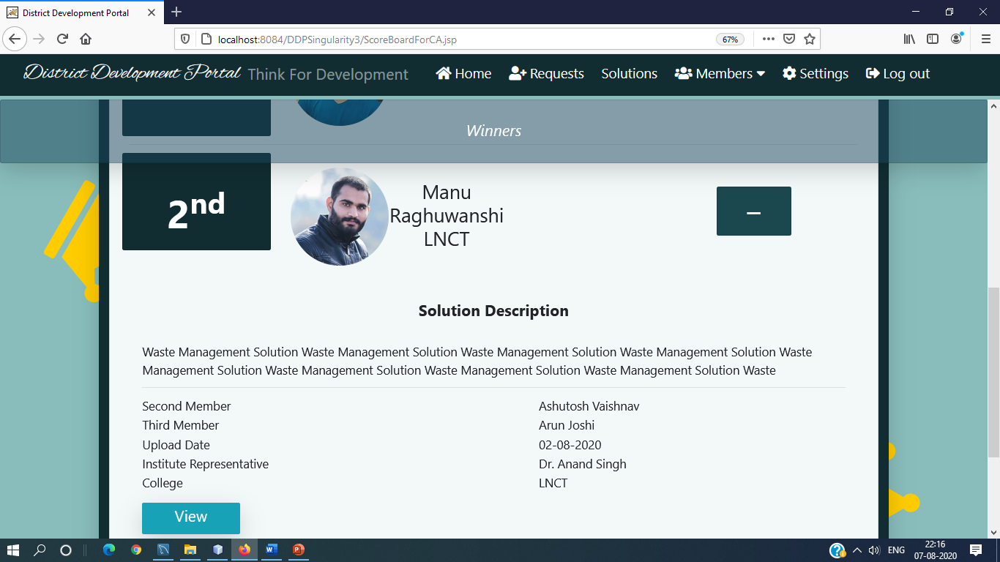 District Development Portal
localhost:8084/DDPSingularity3/ScoreBoardForCA.jsp
67%
District Development Portal Think For Development Home Requests Solutions Members Settings Log out
Winners
2nd
Manu
Raghuwanshi
LNCT
–
Solution Description
Waste Management Solution Waste Management Solution Waste Management Solution Waste Management Solution Waste
Management Solution Waste Management Solution Waste Management Solution Waste Management Solution Waste
Second Member Ashutosh Vaishnav
Third Member Arun Joshi
Upload Date 02-08-2020
Institute Representative Dr. Anand Singh
College LNCT
View
ENG
22:16
07-08-2020